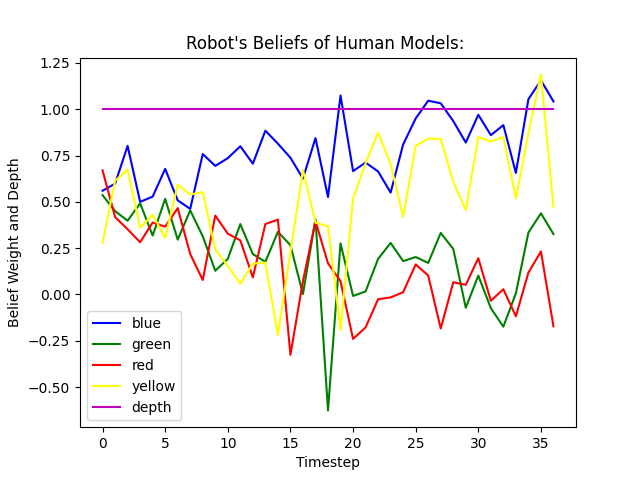 Robot's Beliefs of Human Models:
Belief Weight and Depth
1.25
1.00
0.75
0.50
0.25
0.00
−0.25
−0.50
blue
green
red
yellow
depth
0 5 10 15 20 25 30 35
Timestep